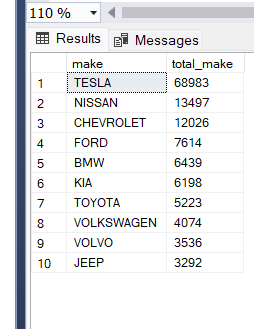 110 %
Results Messages
make total_make
1 TESLA 68983
2 NISSAN 13497
3 CHEVROLET 12026
4 FORD 7614
5 BMW 6439
6 KIA 6198
7 TOYOTA 5223
8 VOLKSWAGEN 4074
9 VOLVO 3536
10 JEEP 3292